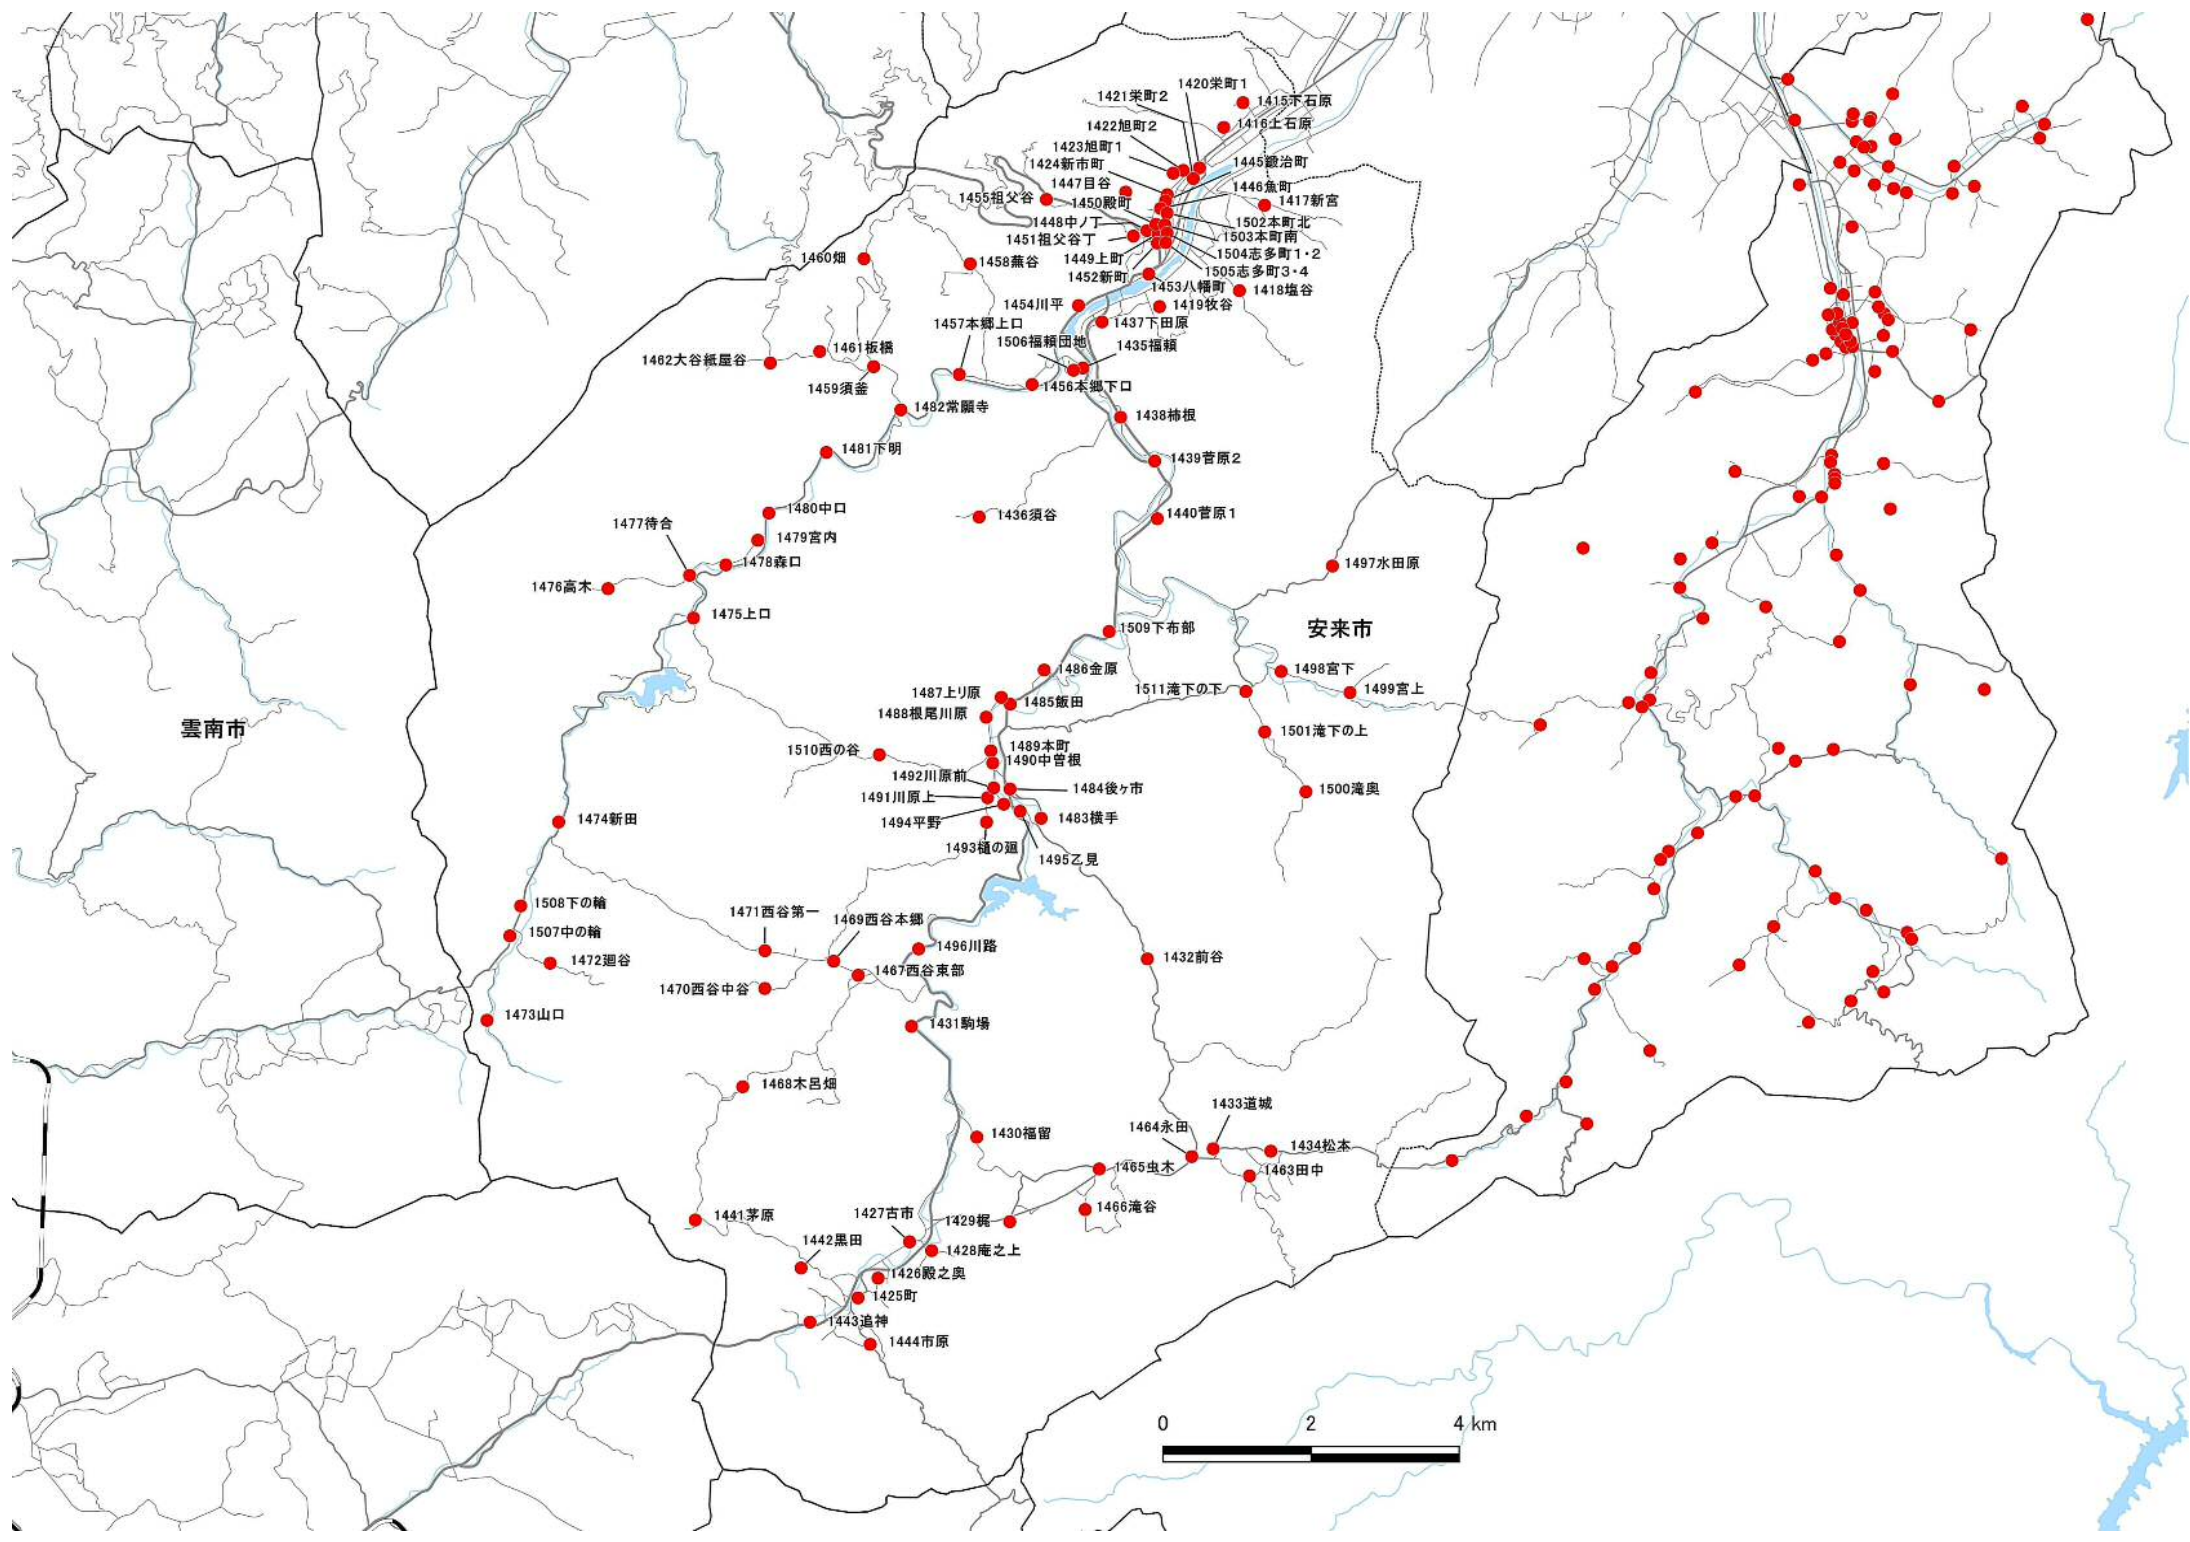 1420栄町1
1421栄町2
1415下石原
1422旭町2
1416上石原
1423旭町1
1424新市町
1445鍛治町
1447目谷
1446魚町
1455祖父谷
1450殿町
1417新宮
1448中ノ丁
1502本町北
1451祖父谷丁
1503本町南
1449上町
1504志多町1・2
1460畑
1458蕪谷
1452新町
1505志多町3・4
1453八幡町
1418塩谷
1454川平
1419牧谷
1457本郷上口
1437下田原
1506福頼団地
1435福頼
1461板橋
1462大谷紙屋谷
1459須釜
1456本郷下口
1482常願寺
1438柿根
1481下明
1439菅原2
1480中口
1436須谷
1440菅原1
1477待合
1479宮内
1478森口
1497水田原
1476高木
1475上口
1509下布部
安来市
1486金原
1498宮下
1487上リ原
1511滝下の下
1499宮上
1485飯田
1488根尾川原
雲南市
1501滝下の上
1510西の谷
1489本町
1490中曽根
1492川原前
1484後ヶ市
1500滝奥
1491川原上
1474新田
1494平野
1483横手
1493樋の廻
1495乙見
1508下の輪
1471西谷第一
1469西谷本郷
1507中の輪
1496川路
1472廻谷
1467西谷東部
1432前谷
1470西谷中谷
1473山口
1431駒場
1468木呂畑
1433道城
1430福留
1464永田
1434松本
1465虫木
1463田中
1466滝谷
1441茅原
1427古市
1429梶
1442黒田
1428庵之上
1426殿之奥
1425町
1443追神
1444市原
0 2 4 km